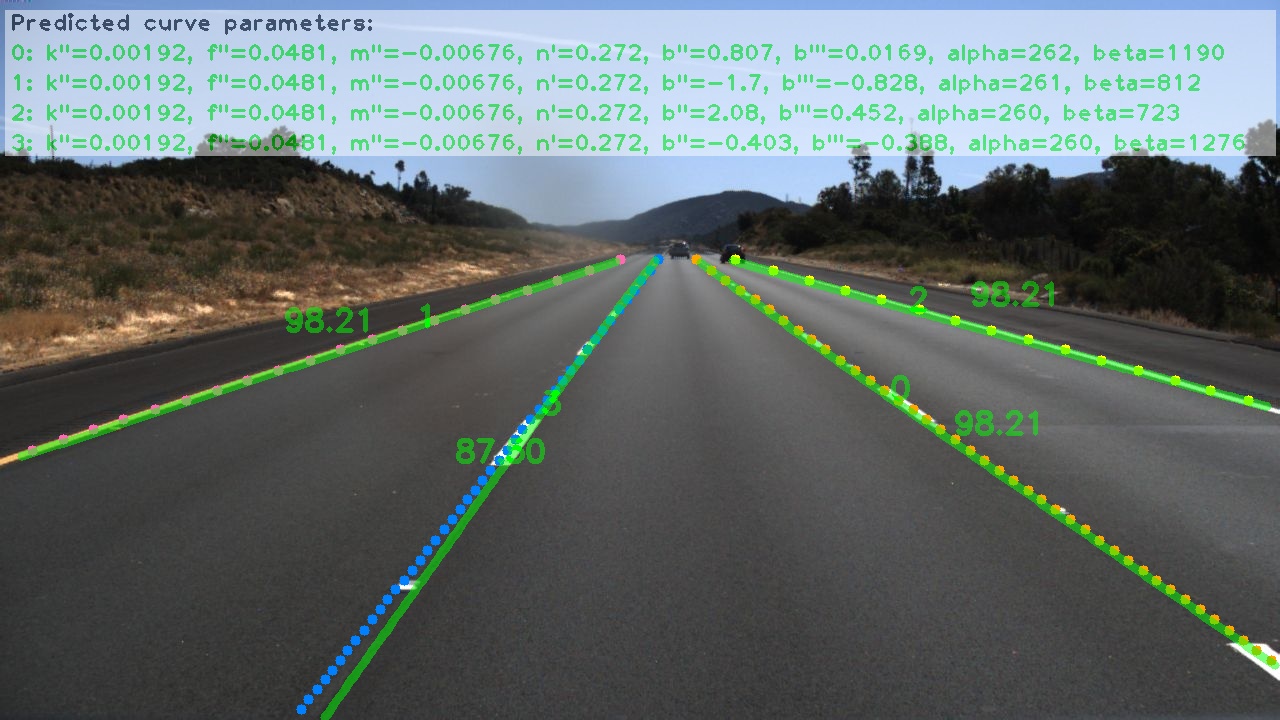 Predicted curve parameters:
0: k''=0.00192, f''=0.0481, m''=-0.00676, n'=0.272, b''=0.807, b'''=0.0169, alpha=262, beta=1190
1: k''=0.00192, f''=0.0481, m''=-0.00676, n'=0.272, b''=-1.7, b'''=-0.828, alpha=261, beta=812
2: k''=0.00192, f''=0.0481, m''=-0.00676, n'=0.272, b''=2.08, b'''=0.452, alpha=260, beta=723
3: k''=0.00192, f''=0.0481, m''=-0.00676, n'=0.272, b''=-0.403, b'''=-0.388, alpha=260, beta=1276
98.21 1
2 98.21
0
98.21
3
87.50